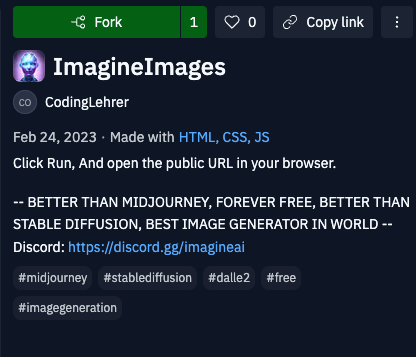 Fork 1 0 Copy link
ImagineImages
CO CodingLehrer
Feb 24, 2023 · Made with HTML, CSS, JS
Click Run, And open the public URL in your browser.
-- BETTER THAN MIDJOURNEY, FOREVER FREE, BETTER THAN
STABLE DIFFUSION, BEST IMAGE GENERATOR IN WORLD --
Discord: https://discord.gg/imagineai
#midjourney #stablediffusion #dalle2 #free
#imagegeneration